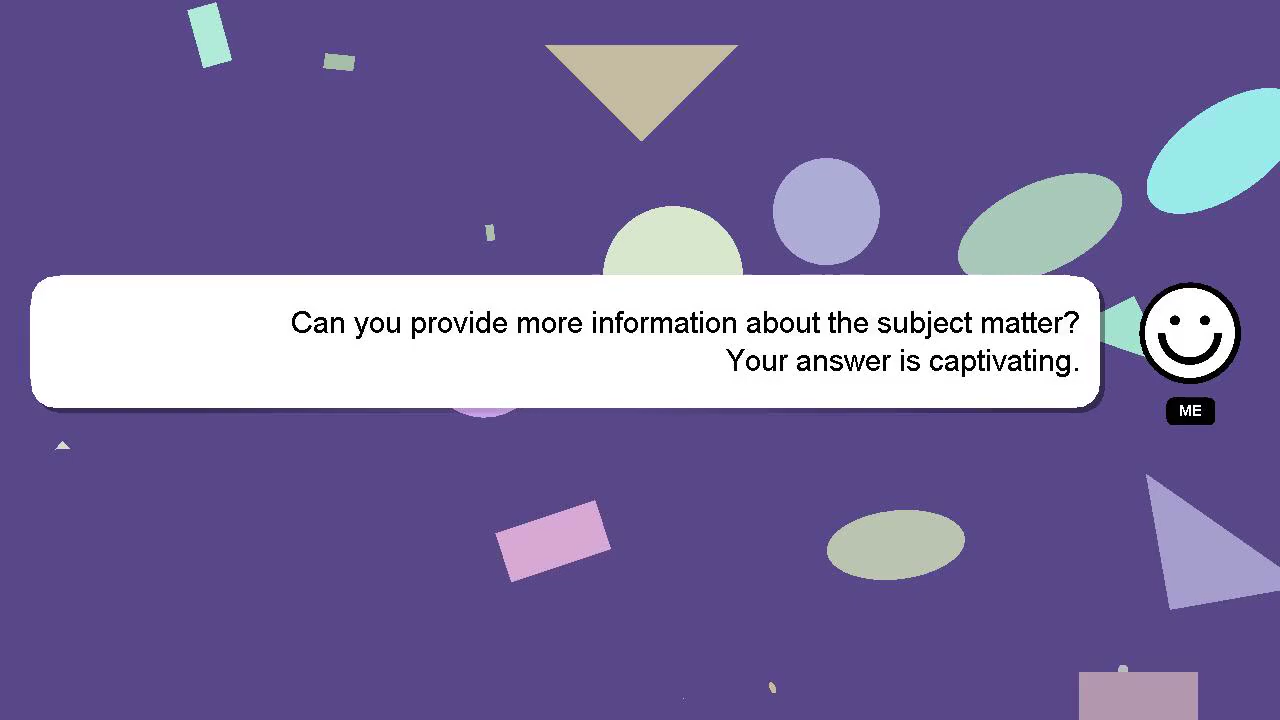 Can you provide more information about the subject matter?
Your answer is captivating.
ME